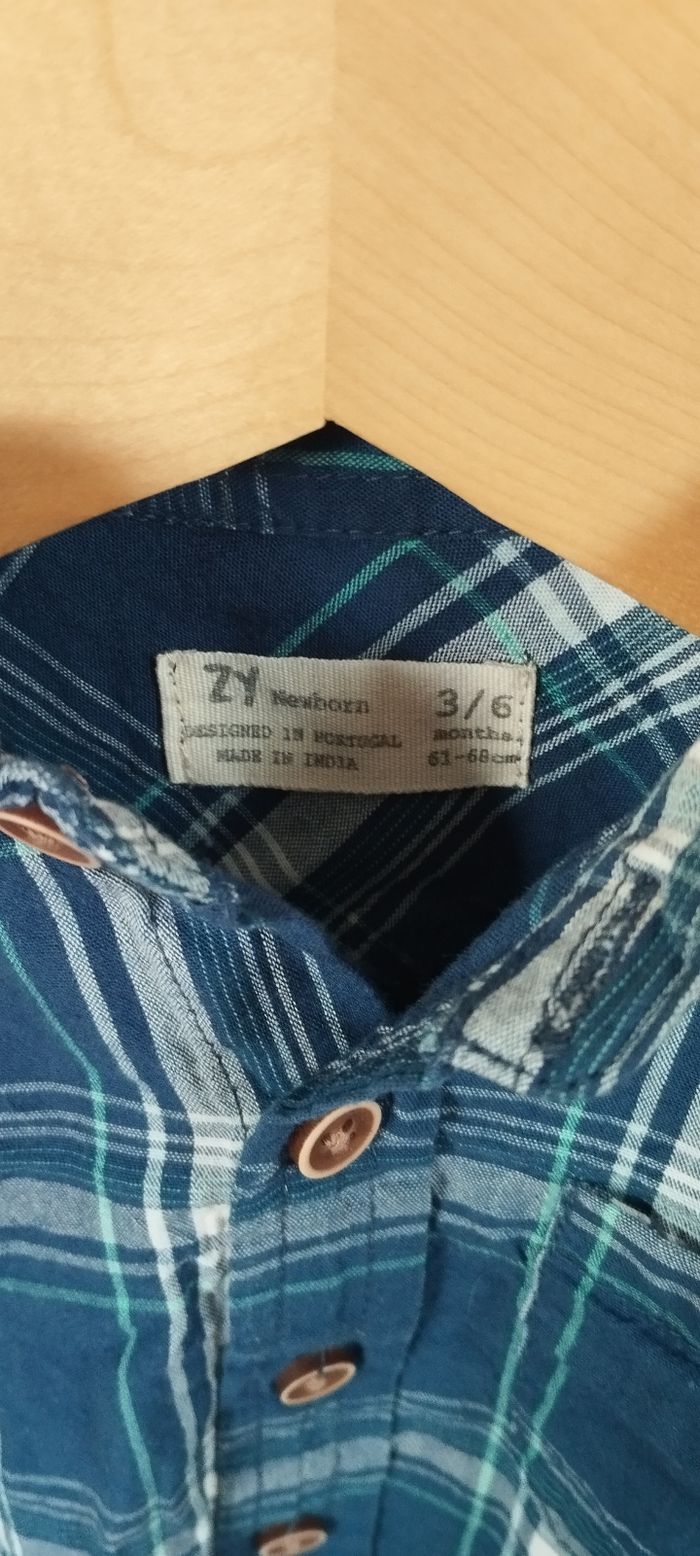 ZY Newborn 3/6
DESIGNED IN PORTUGAL months.
MADE IN INDIA 61-68cm